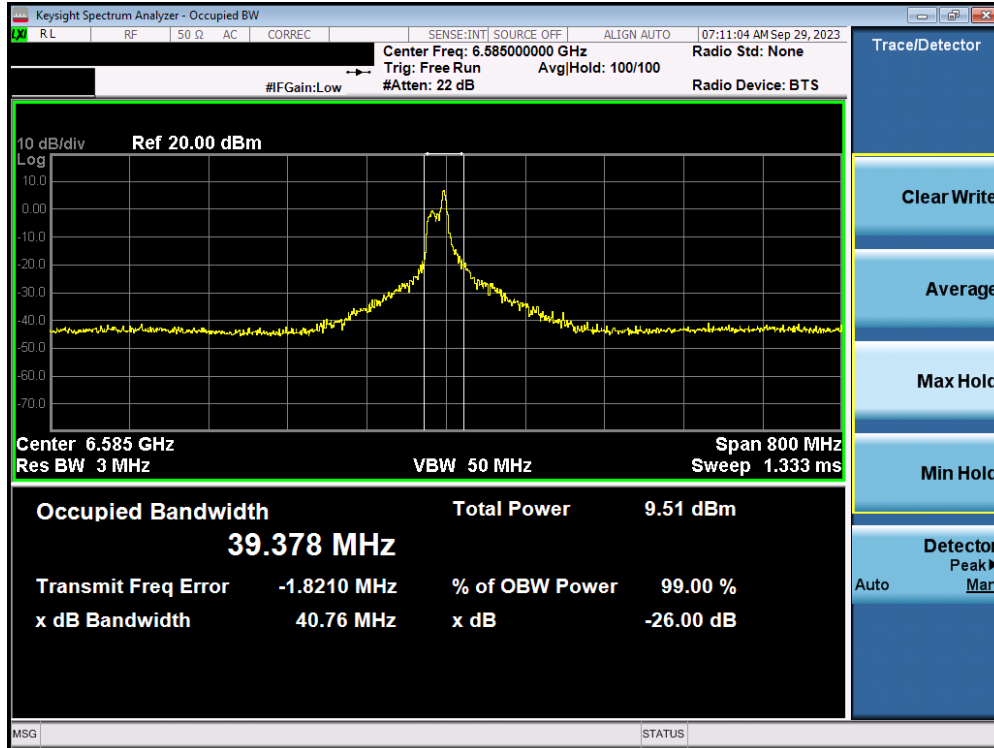 Keysight Spectrum Analyzer - Occupied BW
LXI RL RF 50 Ω AC CORREC SENSE:INT SOURCE OFF ALIGN AUTO 07:11:04 AM Sep 29, 2023
Center Freq: 6.585000000 GHz Radio Std: None
Trig: Free Run Avg|Hold: 100/100
#IFGain:Low #Atten: 22 dB Radio Device: BTS
Trace/Detector
10 dB/div Ref 20.00 dBm
Log
10.0
0.00
-10.0
-20.0
-30.0
-40.0
-50.0
-60.0
-70.0
Center 6.585 GHz Span 800 MHz
Res BW 3 MHz VBW 50 MHz Sweep 1.333 ms
Occupied Bandwidth Total Power 9.51 dBm
39.378 MHz
Transmit Freq Error -1.8210 MHz % of OBW Power 99.00 %
x dB Bandwidth 40.76 MHz x dB -26.00 dB
Clear Write
Average
Max Hold
Min Hold
Detector
Peak
Auto Man
MSG STATUS